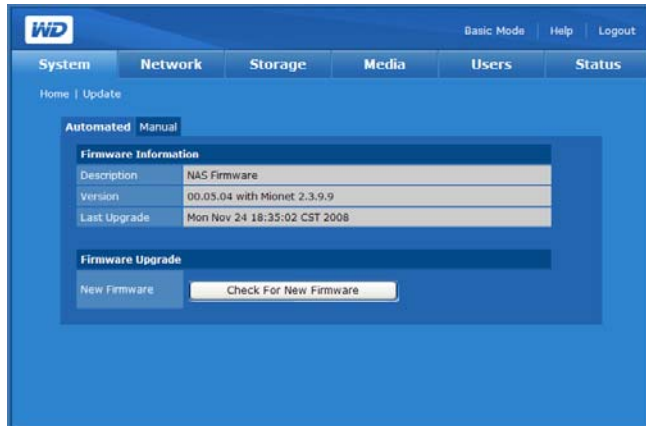 WD
Basic Mode | Help | Logout
System Network Storage Media Users Status
Home | Update
Automated Manual
Firmware Information
Description NAS Firmware
Version 00.05.04 with Mionet 2.3.9.9
Last Upgrade Mon Nov 24 18:35:02 CST 2008
Firmware Upgrade
New Firmware Check For New Firmware